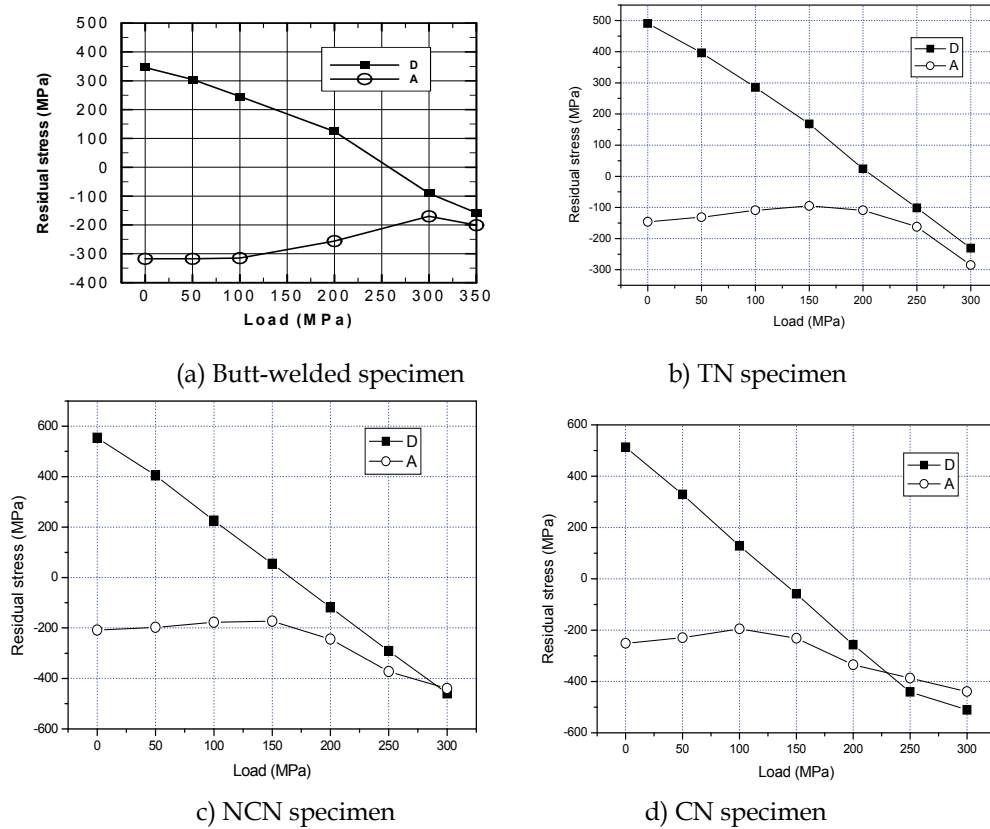 500
400
300
200
100
0
-100
-200
-300
-400
Residual stress (MPa)
D
A
0 50 100 150 200 250 300 350
Load (MPa)
(a) Butt-welded specimen
500
400
300
200
100
0
-100
-200
-300
Residual stress (MPa)
D
A
0 50 100 150 200 250 300
Load (MPa)
b) TN specimen
600
400
200
0
-200
-400
-600
Residual stress (MPa)
D
A
0 50 100 150 200 250 300
Load (MPa)
c) NCN specimen
600
400
200
0
-200
-400
-600
Residual stress (MPa)
D
A
0 50 100 150 200 250 300
Load (MPa)
d) CN specimen